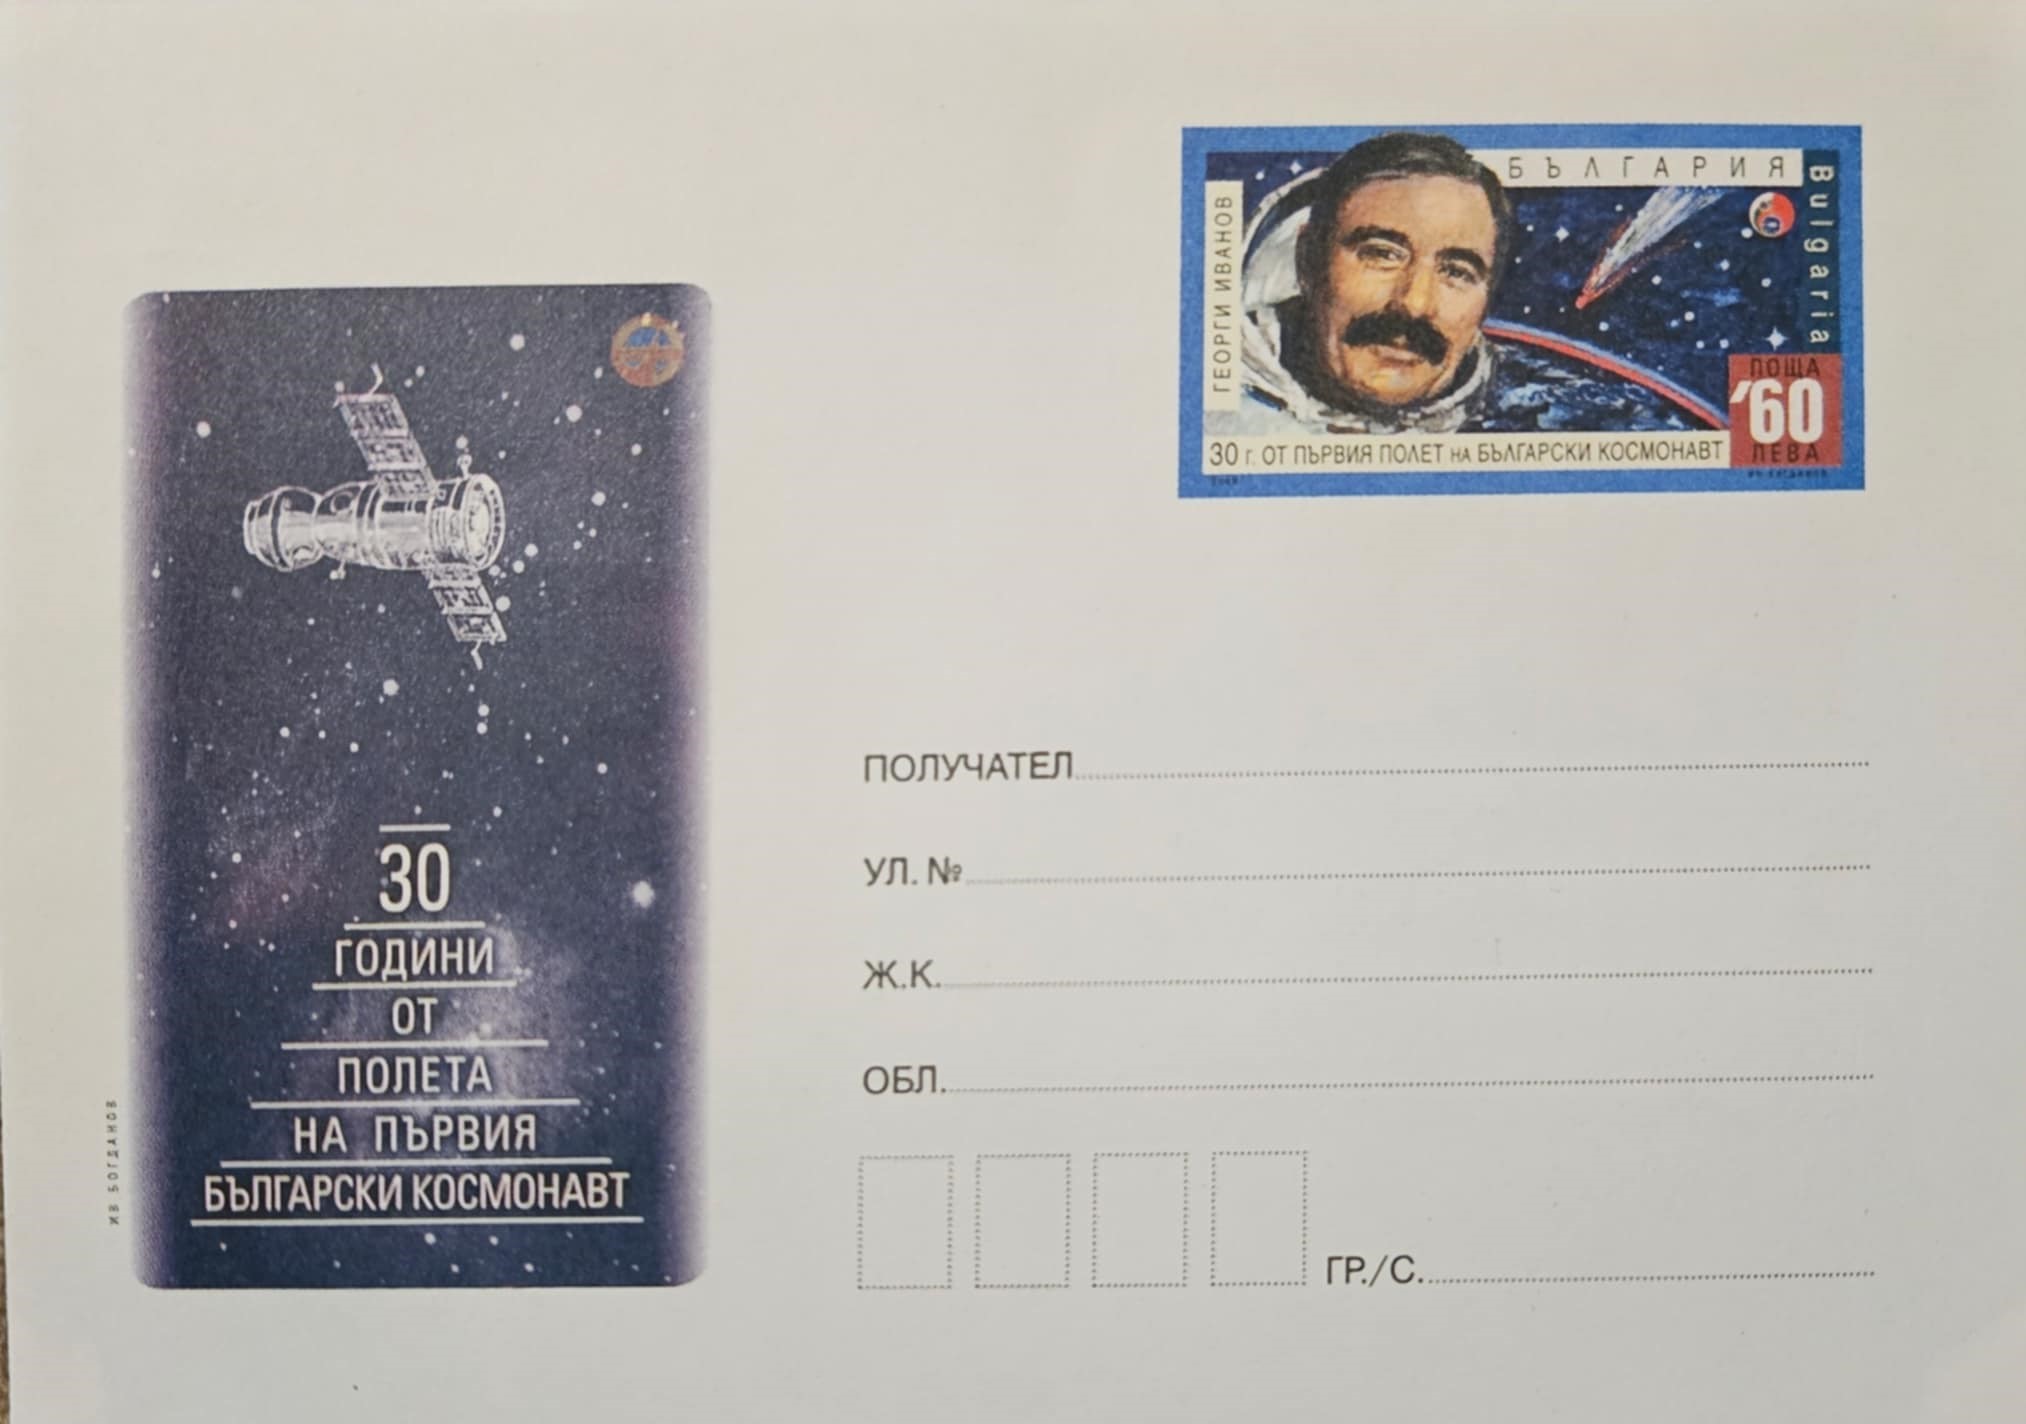 БЪЛГАРИЯ
Bulgaria
ГЕОРГИ ИВАНОВ
ПОЩА
'60
ЛЕВА
30 г. ОТ ПЪРВИЯ ПОЛЕТ НА БЪЛГАРСКИ КОСМОНАВТ
30
ГОДИНИ
ОТ
ПОЛЕТА
НА ПЪРВИЯ
БЪЛГАРСКИ КОСМОНАВТ
ИВ БОГДАНОВ
ПОЛУЧАТЕЛ
УЛ. №
Ж.К.
ОБЛ.
ГР./С.